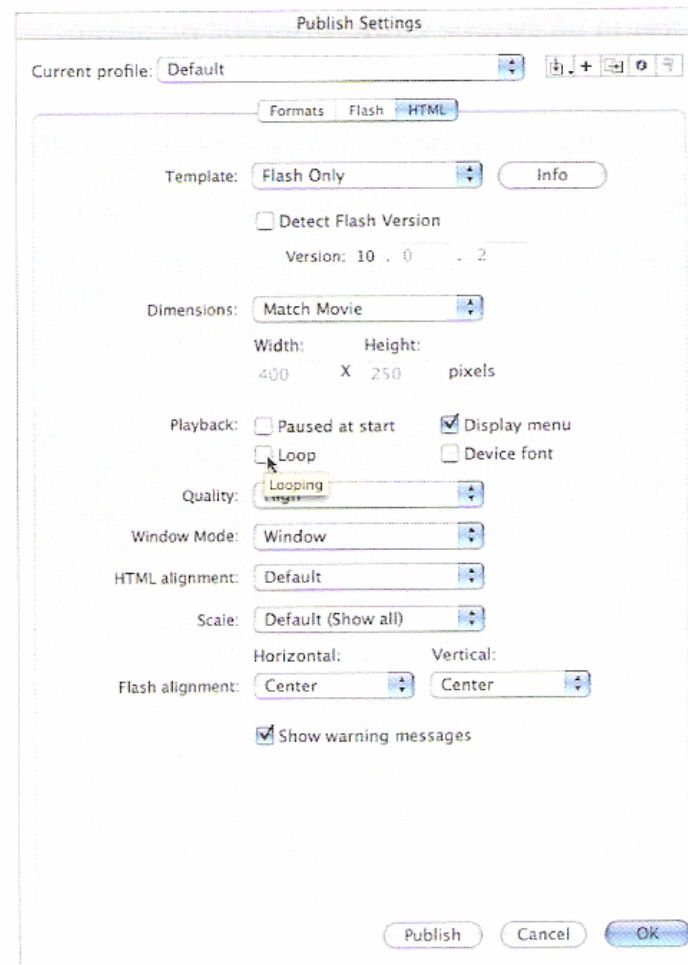 Publish Settings
Current profile: Default
Formats Flash HTML
Template: Flash Only Info
Detect Flash Version
Version: 10 . 0 . 2
Dimensions: Match Movie
Width: Height:
400 X 250 pixels
Playback: Paused at start Display menu
Loop Device font
Looping
Quality:
Window Mode: Window
HTML alignment: Default
Scale: Default (Show all)
Horizontal: Vertical:
Flash alignment: Center Center
Show warning messages
Publish Cancel OK